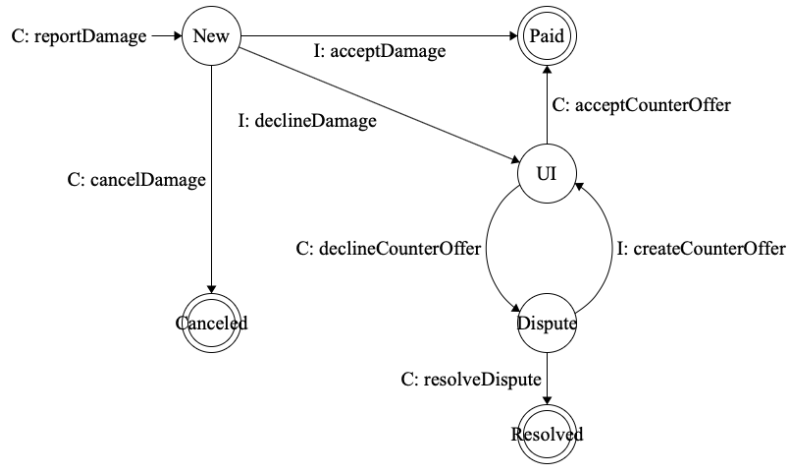 C: reportDamage
New
Paid
I: acceptDamage
C: acceptCounterOffer
I: declineDamage
UI
C: cancelDamage
C: declineCounterOffer
I: createCounterOffer
Canceled
Dispute
C: resolveDispute
Resolved